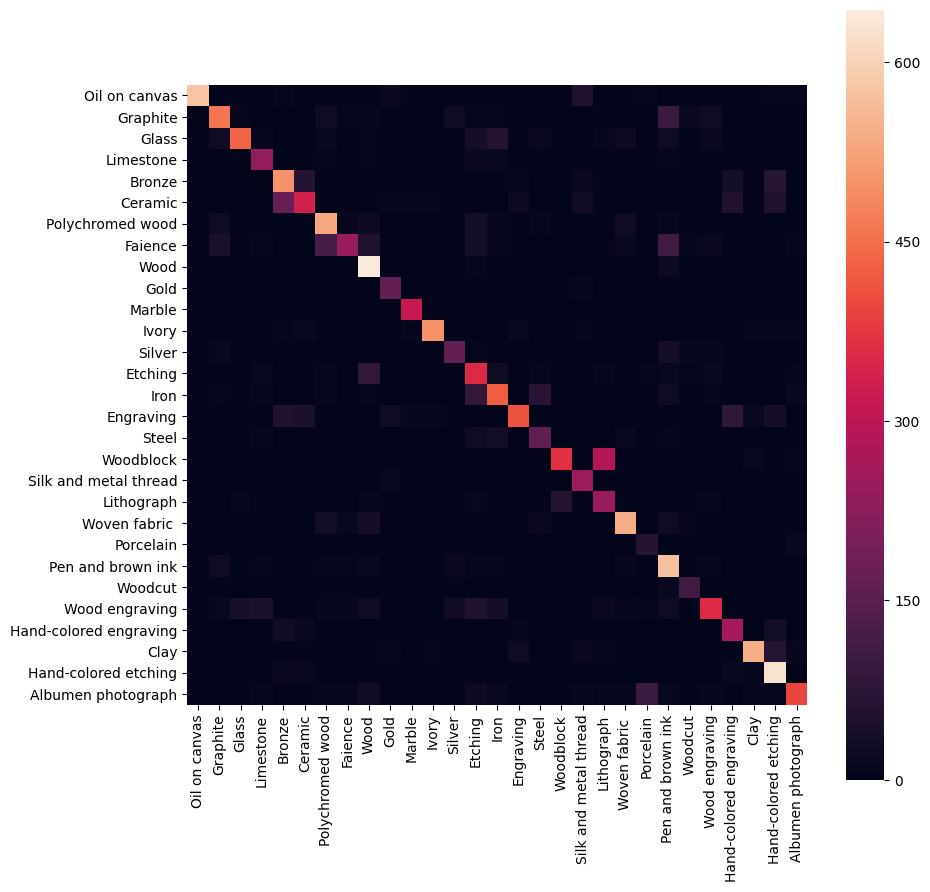 Oil on canvas
Graphite
Glass
Limestone
Bronze
Ceramic
Polychromed wood
Faience
Wood
Gold
Marble
Ivory
Silver
Etching
Iron
Engraving
Steel
Woodblock
Silk and metal thread
Lithograph
Woven fabric
Porcelain
Pen and brown ink
Woodcut
Wood engraving
Hand-colored engraving
Clay
Hand-colored etching
Albumen photograph
Oil on canvas
Graphite
Glass
Limestone
Bronze
Ceramic
Polychromed wood
Faience
Wood
Gold
Marble
Ivory
Silver
Etching
Iron
Engraving
Steel
Woodblock
Silk and metal thread
Lithograph
Woven fabric
Porcelain
Pen and brown ink
Woodcut
Wood engraving
Hand-colored engraving
Clay
Hand-colored etching
Albumen photograph
600
450
300
150
0